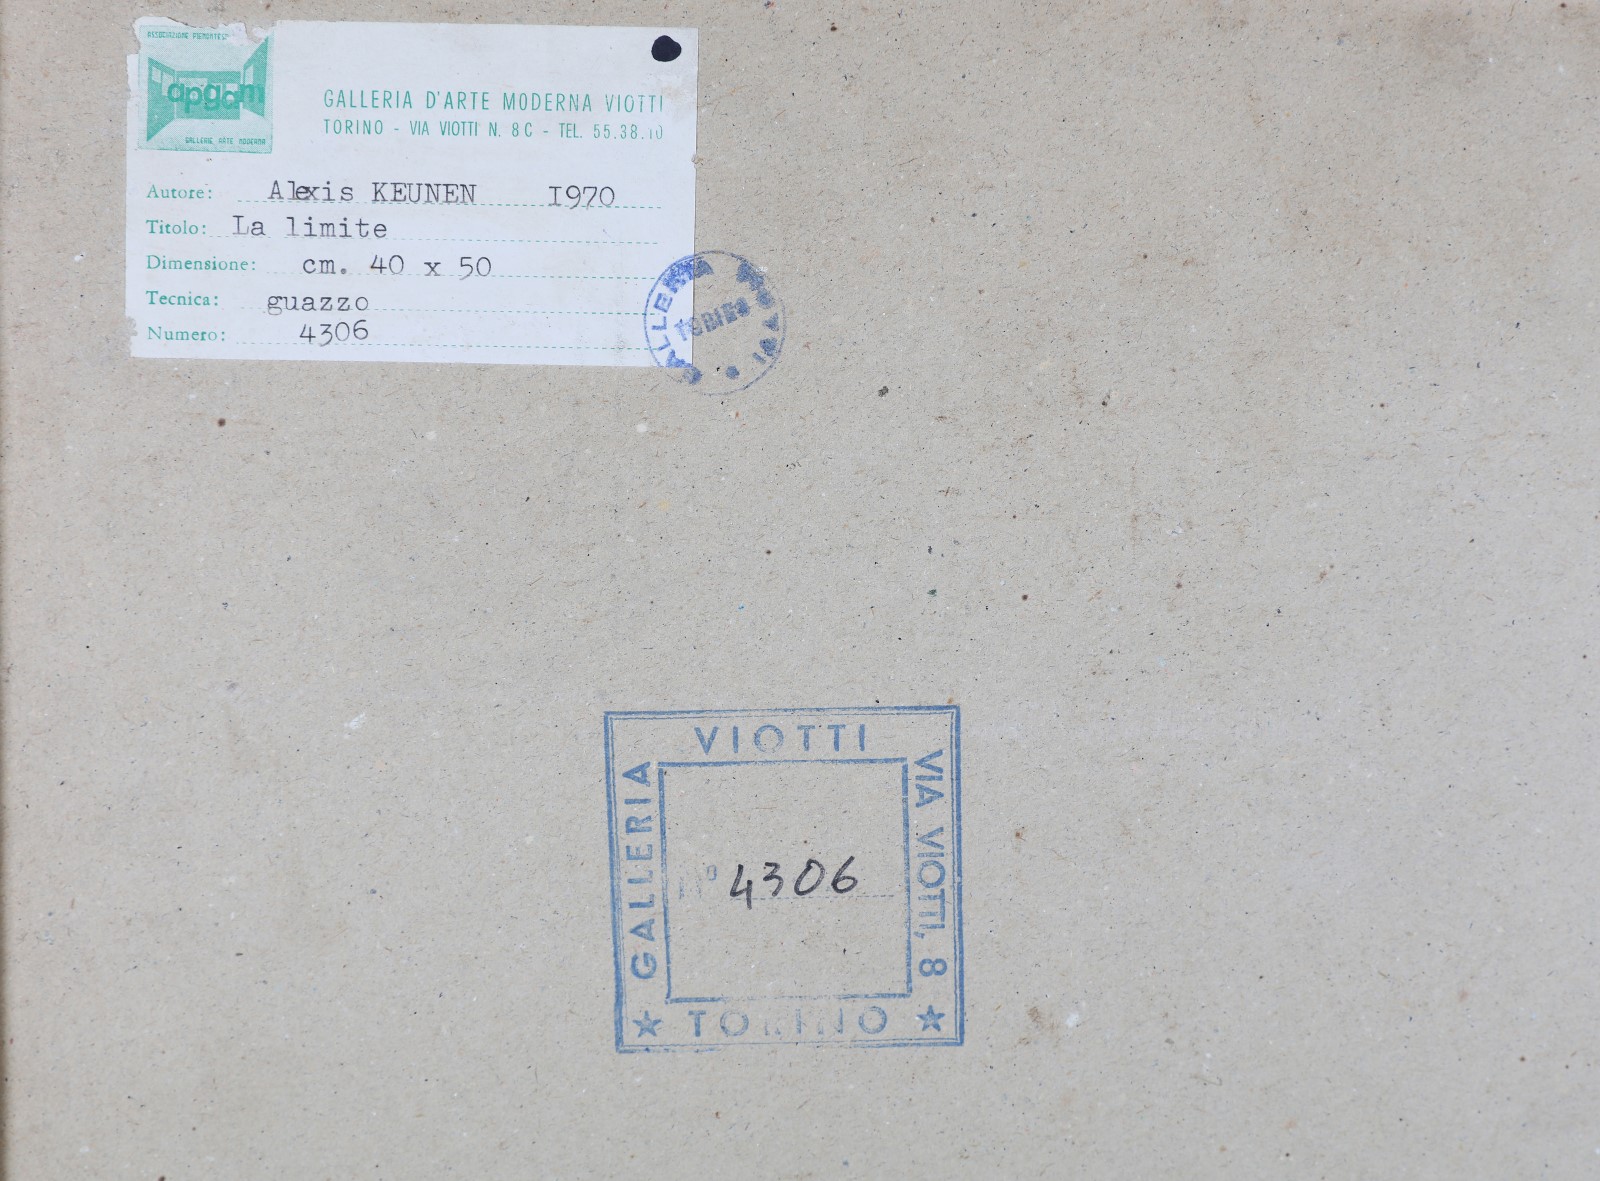 ASSOCIAZIONE PIEMONTESE
apgam
GALLERIE ARTE MODERNA
GALLERIA D'ARTE MODERNA VIOTTI
TORINO - VIA VIOTTI N. 8C - TEL. 55.38.10
Autore: Alexis KEUNEN 1970
Titolo: La limite
Dimensione: cm. 40 x 50
Tecnica: guazzo
Numero: 4306
GALLERIA
VIOTTI
GALLERIA
VIA VIOTTI, 8
Nº 4306
TORINO